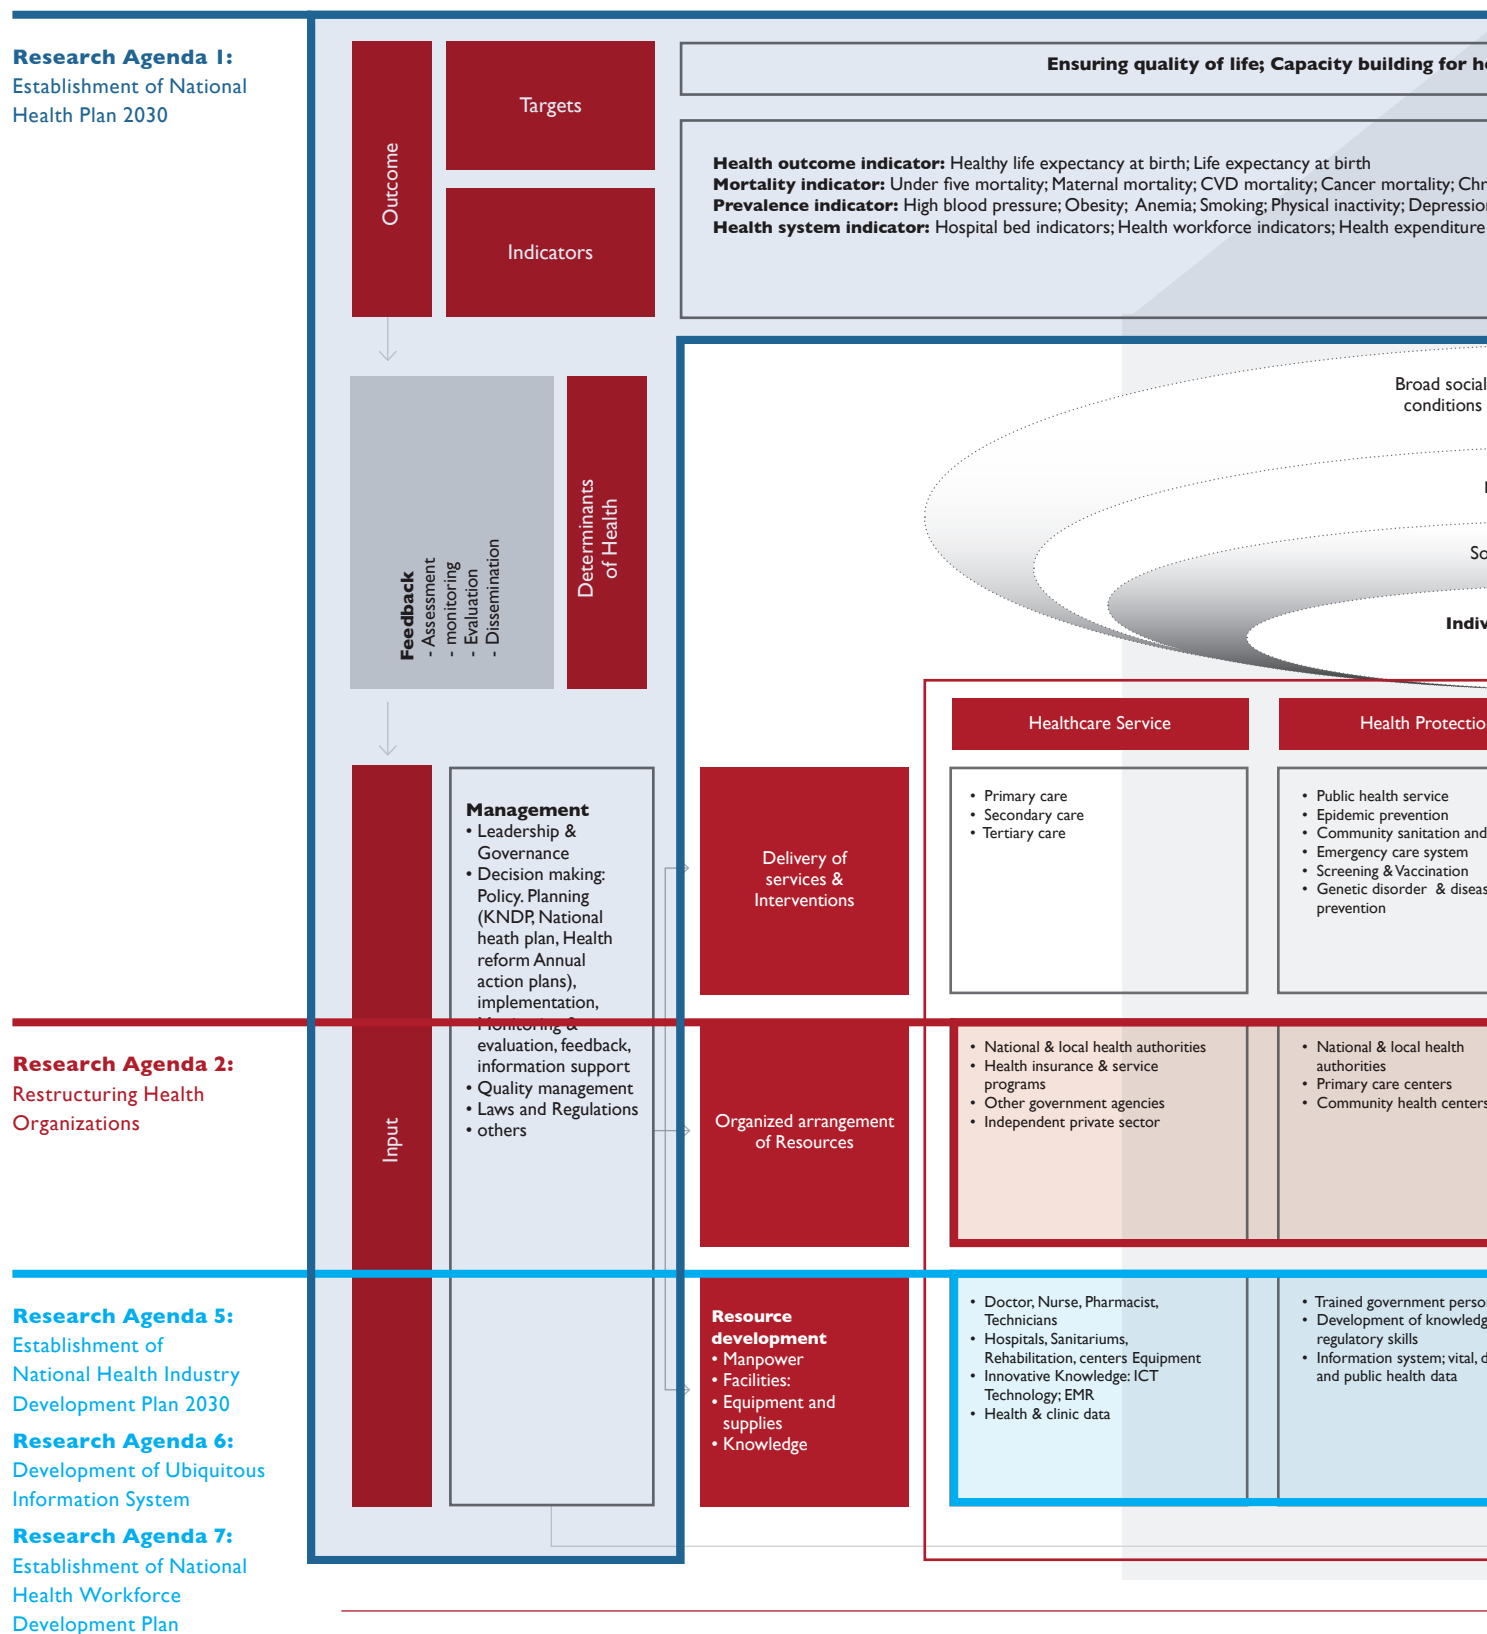 Research Agenda 1:
Establishment of National
Health Plan 2030
Outcome
Targets
Indicators
Ensuring quality of life; Capacity building for
Health outcome indicator: Healthy life expectancy at birth; Life expectancy at birth
Mortality indicator: Under five mortality; Maternal mortality; CVD mortality; Cancer mortality;
Prevalence indicator: High blood pressure; Obesity; Anemia; Smoking; Physical inactivity; Depression
Health system indicator: Hospital bed indicators; Health workforce indicators; Health expenditure
Feedback
- Assessment
- monitoring
- Evaluation
- Dissemination
Determinants
of Health
Broad social
conditions
Healthcare Service
Health Protectio
Input
Management
• Leadership &
Governance
• Decision making:
Policy. Planning
(KNDP, National
heath plan, Health
reform Annual
action plans),
implementation,
Monitoring &
evaluation, feedback,
information support
• Quality management
• Laws and Regulations
• others
Delivery of
services &
Interventions
• Primary care
• Secondary care
• Tertiary care
• Public health service
• Epidemic prevention
• Community sanitation and
• Emergency care system
• Screening & Vaccination
• Genetic disorder & diseas
prevention
Research Agenda 2:
Restructuring Health
Organizations
Organized arrangement
of Resources
• National & local health authorities
• Health insurance & service
programs
• Other government agencies
• Independent private sector
• National & local health
authorities
• Primary care centers
• Community health centers
Research Agenda 5:
Establishment of
National Health Industry
Development Plan 2030
Research Agenda 6:
Development of Ubiquitous
Information System
Research Agenda 7:
Establishment of National
Health Workforce
Development Plan
Resource
development
• Manpower
• Facilities:
• Equipment and
supplies
• Knowledge
• Doctor, Nurse, Pharmacist,
Technicians
• Hospitals, Sanitariums,
Rehabilitation, centers Equipment
• Innovative Knowledge: ICT
Technology; EMR
• Health & clinic data
• Trained government perso
• Development of knowledg
regulatory skills
• Information system; vital, d
and public health data